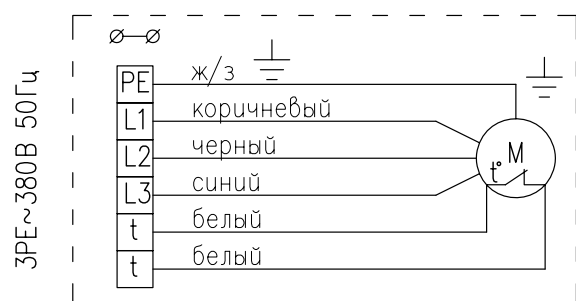 3PE~380В 50Гц
PE ж/з
L1 коричневый
L2 черный
L3 синий
t белый
t белый
M
t°